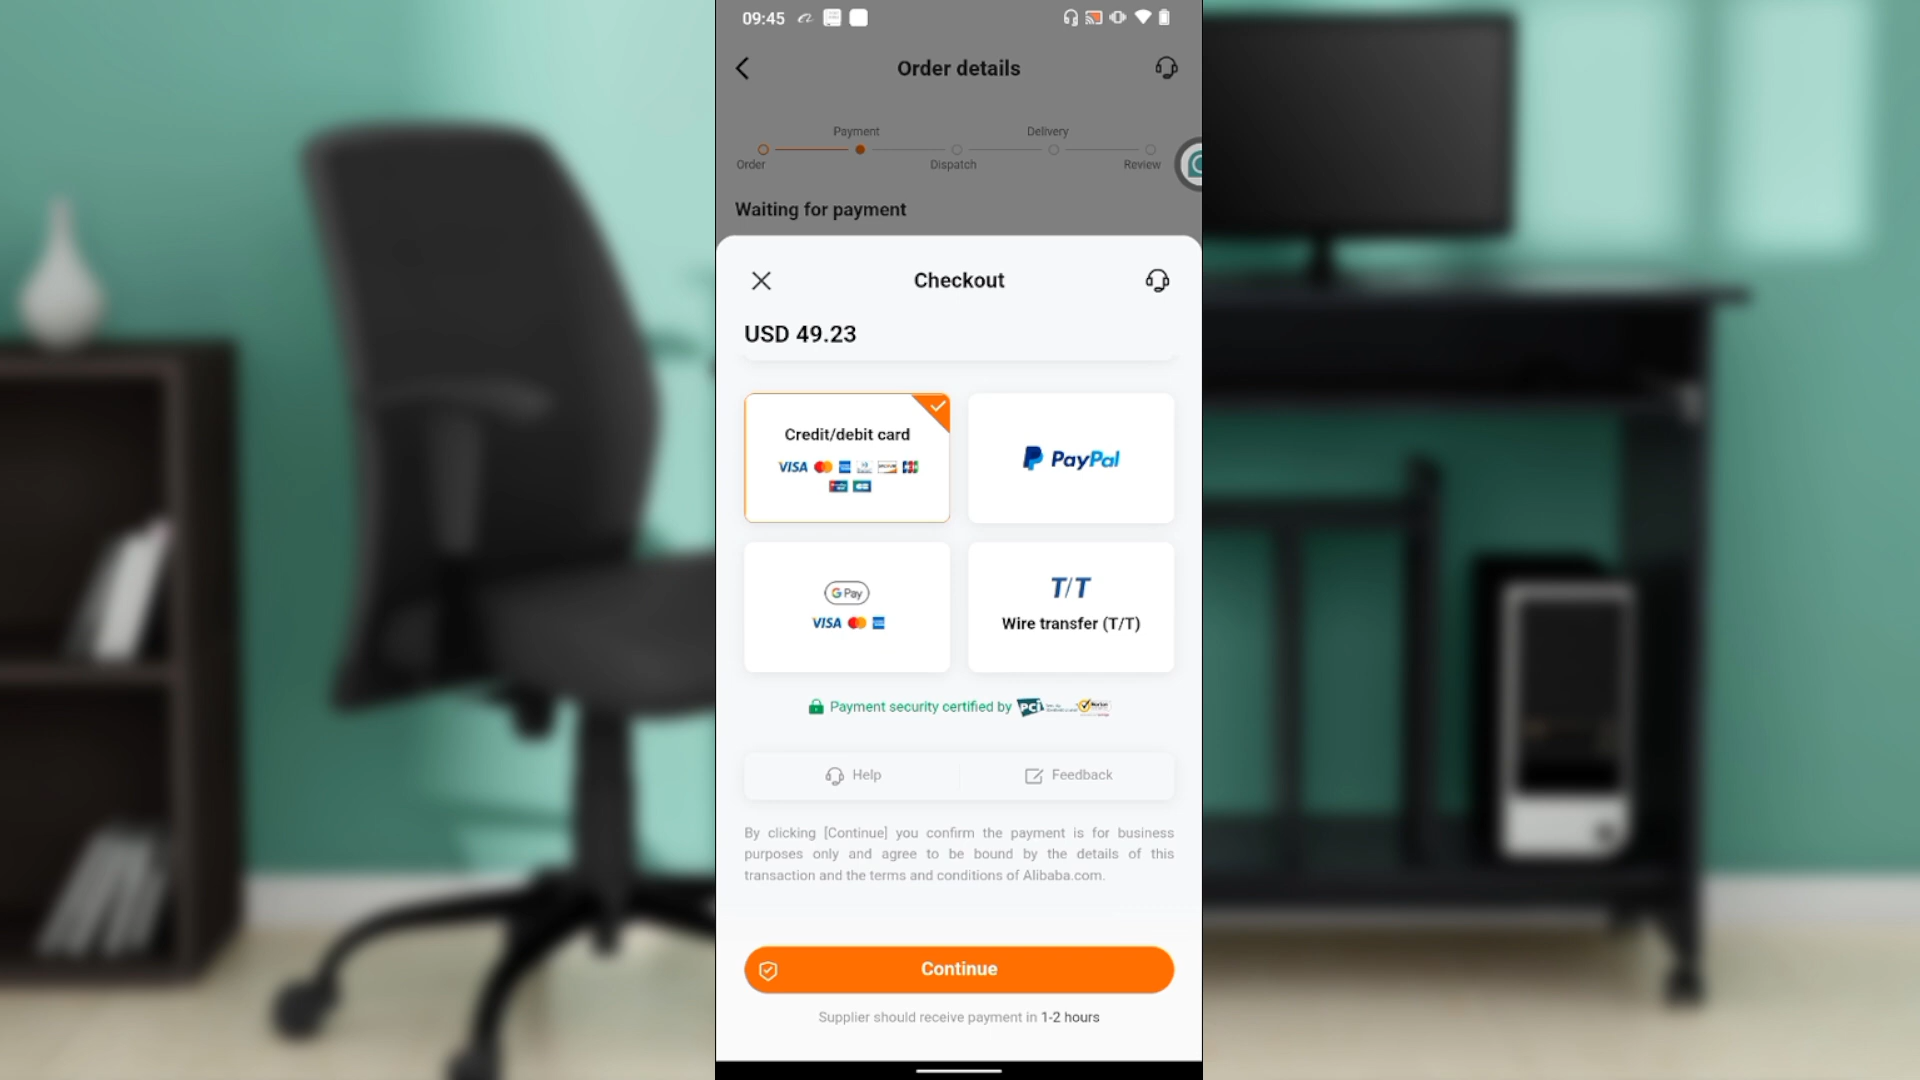 09:45
Order details
Payment
Delivery
Order
Dispatch
Review
Waiting for payment
Checkout
USD 49.23
Credit/debit card
VISA
PayPal
G Pay
VISA
T/T
Wire transfer (T/T)
Payment security certified by PCI
Help
Feedback
By clicking [Continue] you confirm the payment is for business
purposes only and agree to be bound by the details of this
transaction and the terms and conditions of Alibaba.com.
Continue
Supplier should receive payment in 1-2 hours